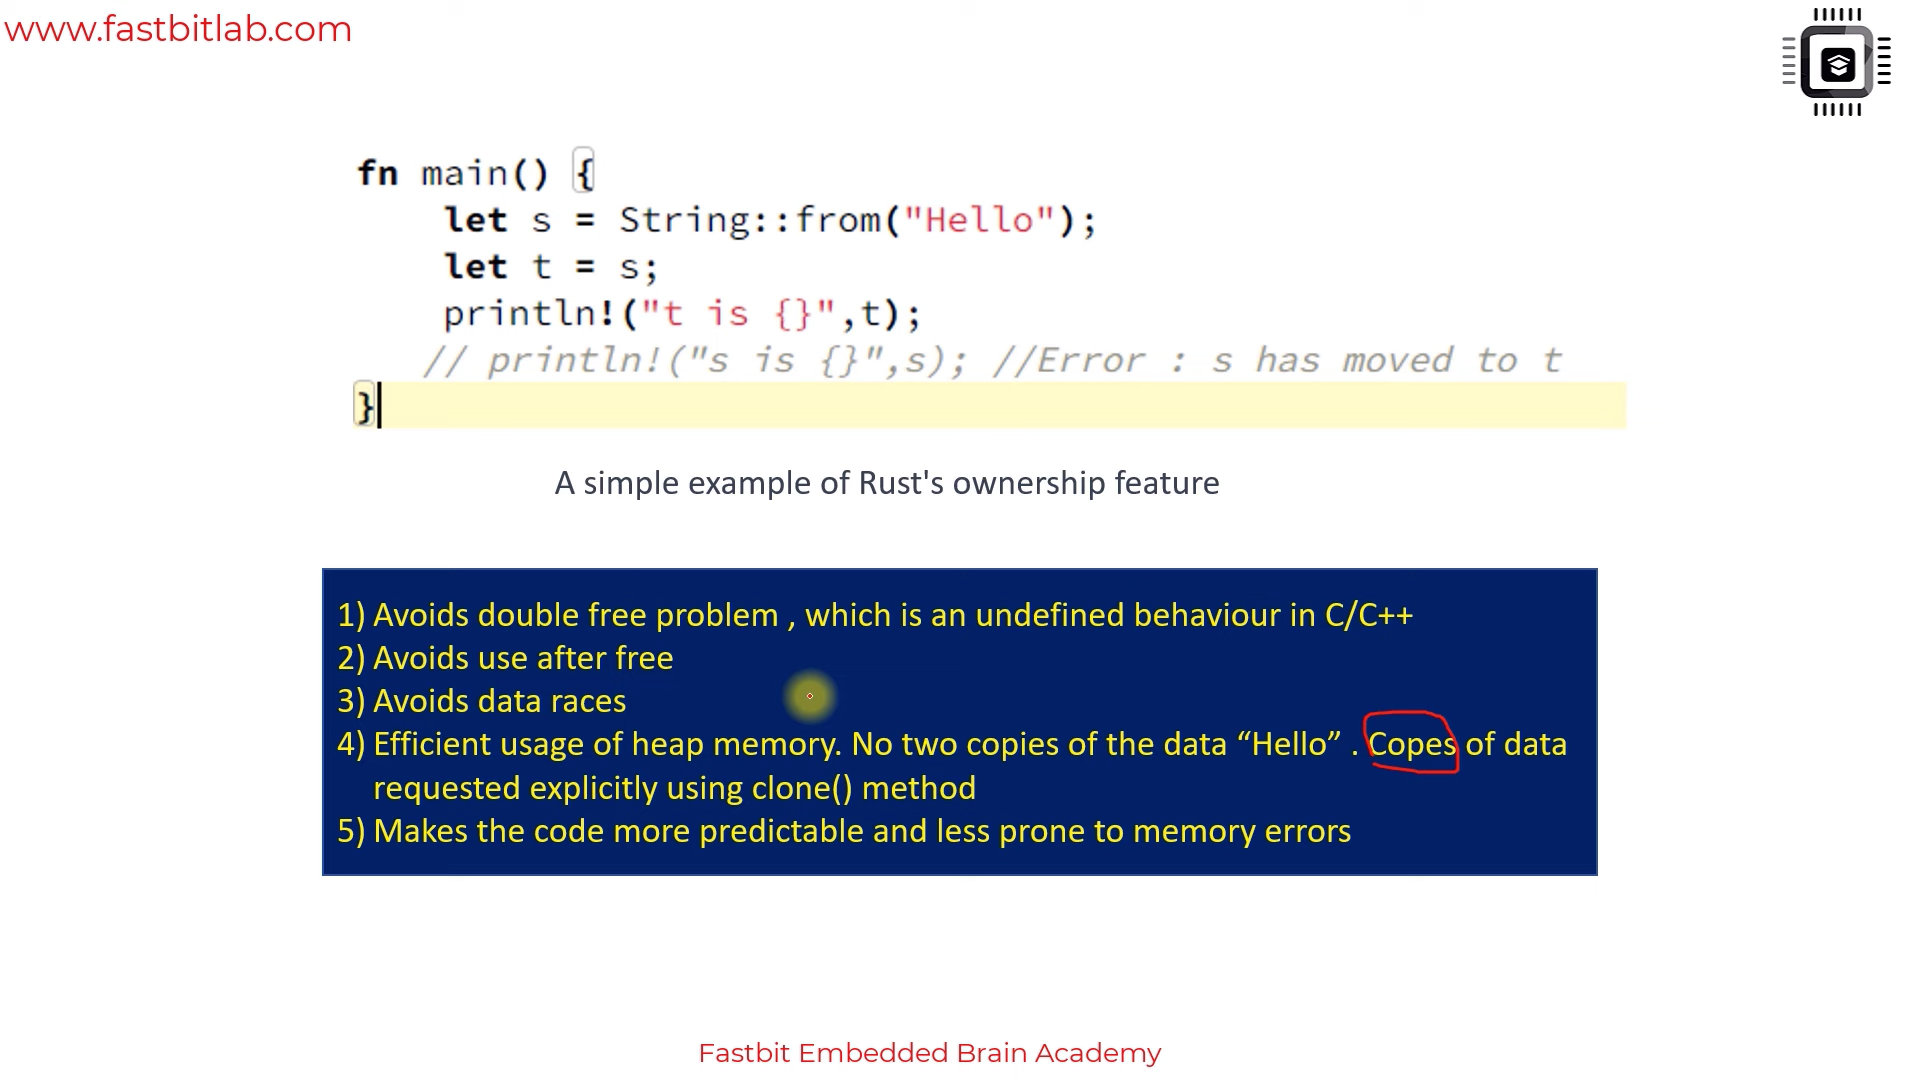 www.fastbitlab.com
fn main() {
let s = String::from("Hello");
let t = s;
println!("t is {}",t);
// println!("s is {}",s); //Error : s has moved to t
}
A simple example of Rust's ownership feature
1) Avoids double free problem , which is an undefined behaviour in C/C++
2) Avoids use after free
3) Avoids data races
4) Efficient usage of heap memory. No two copies of the data “Hello” . Copes of data
requested explicitly using clone() method
5) Makes the code more predictable and less prone to memory errors
Fastbit Embedded Brain Academy